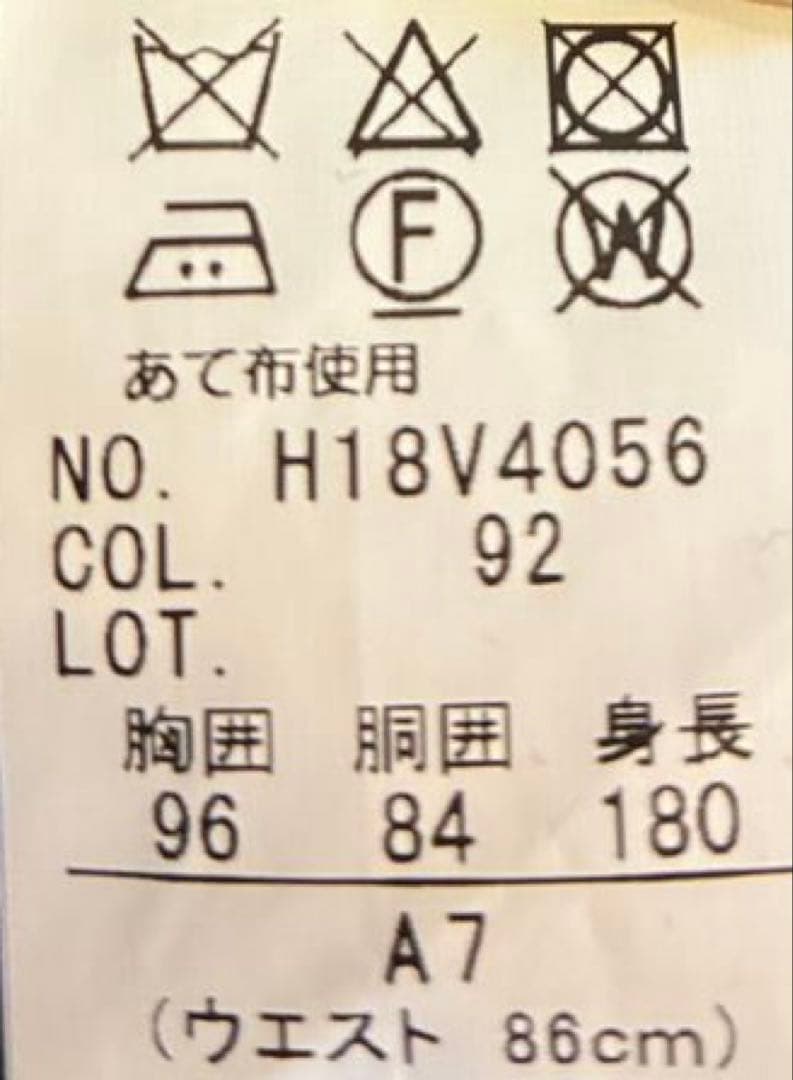 F W
あて布使用
NO. H18V4056
COL. 92
LOT.
胸囲 胴囲 身長
96 84 180
A7
(ウエスト 86cm)